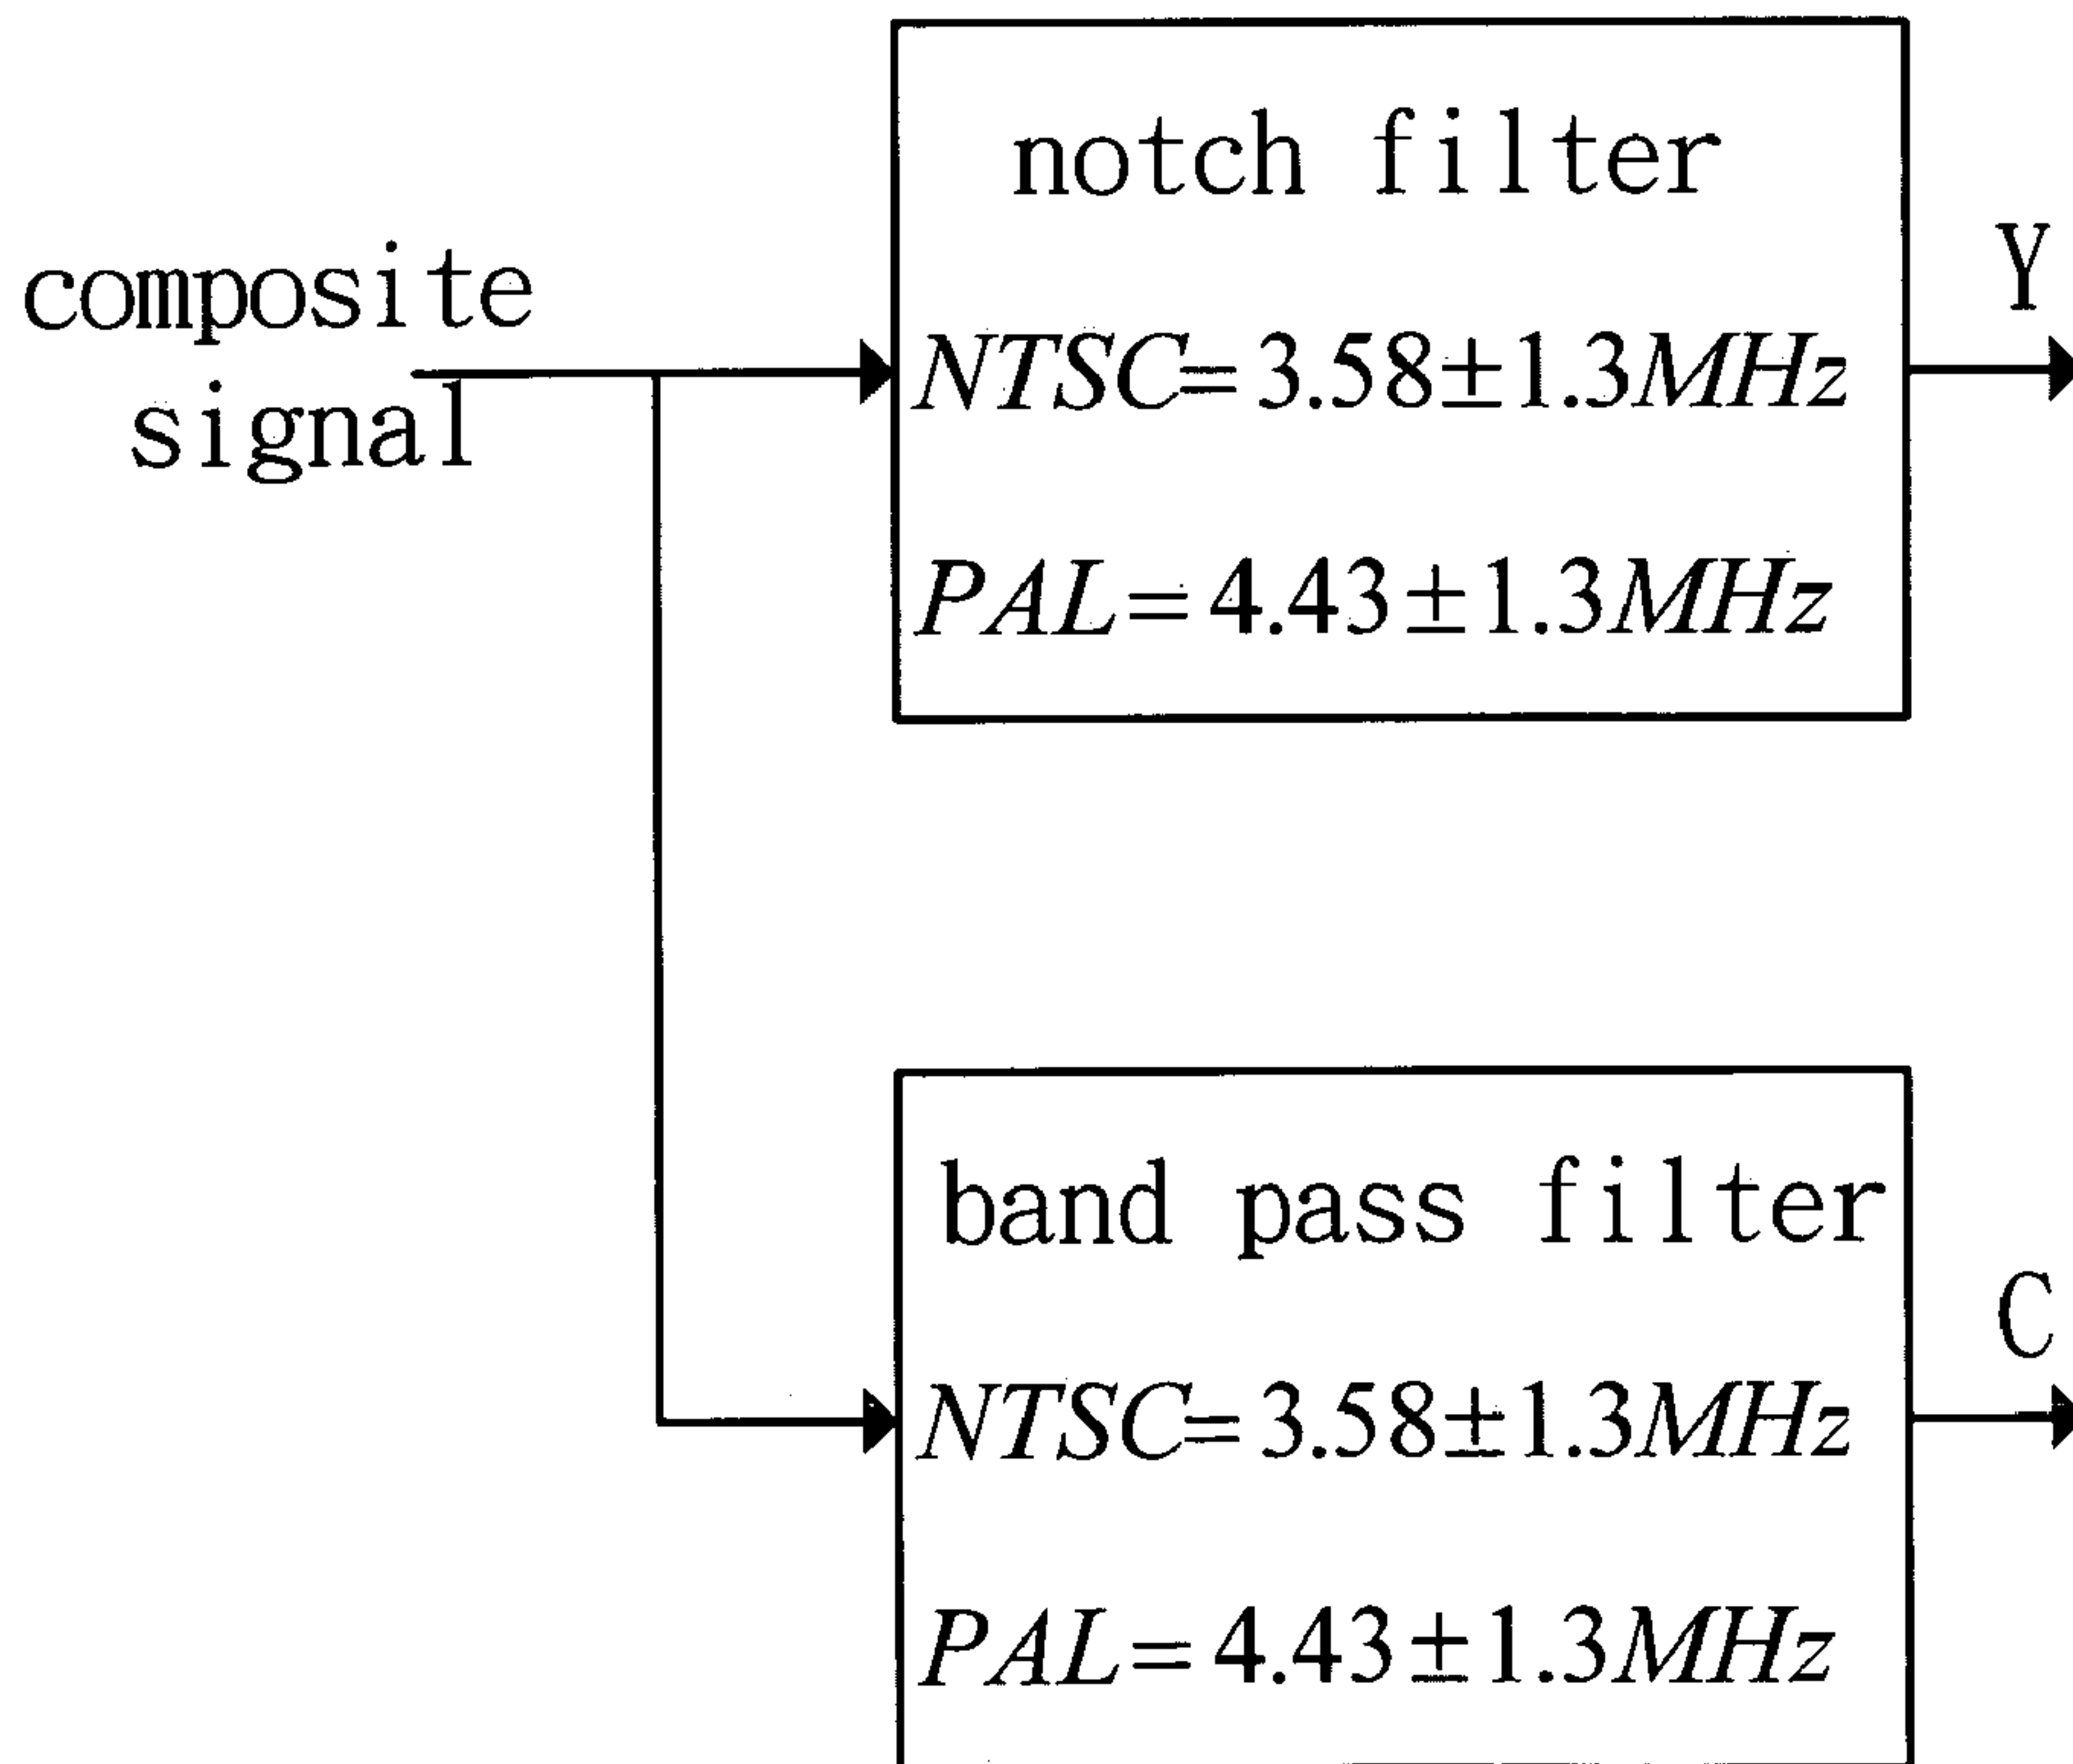 composite
signal
notch filter
NTSC= 3.58±1.3MHz
PAL= 4.43±1.3MHz
Y
band pass filter
NTSC= 3.58±1.3MHz
PAL= 4.43±1.3MHz
C